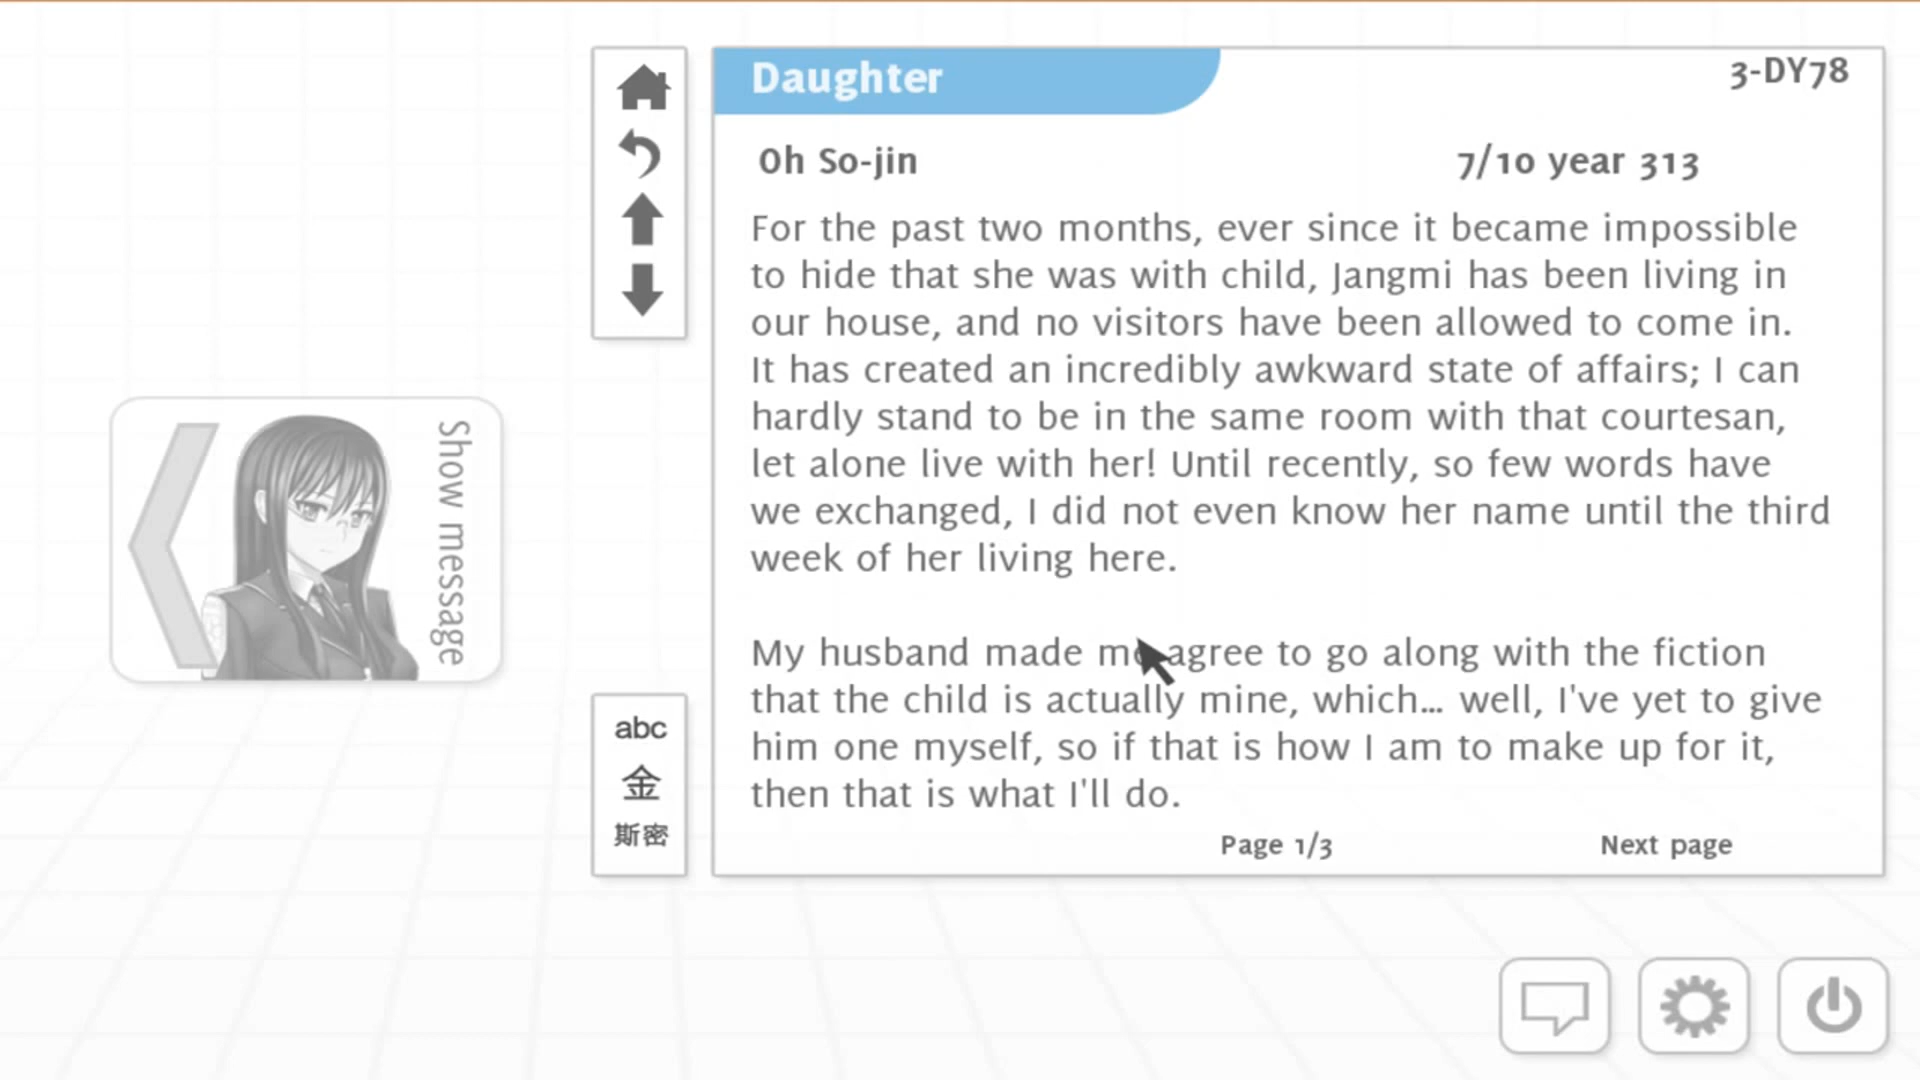 Daughter
3-DY78
Oh So-jin
7/10 year 313
For the past two months, ever since it became impossible
to hide that she was with child, Jangmi has been living in
our house, and no visitors have been allowed to come in.
It has created an incredibly awkward state of affairs; I can
hardly stand to be in the same room with that courtesan,
let alone live with her! Until recently, so few words have
we exchanged, I did not even know her name until the third
week of her living here.
My husband made me agree to go along with the fiction
that the child is actually mine, which... well, I've yet to give
him one myself, so if that is how I am to make up for it,
then that is what I'll do.
Page 1/3
Next page
Show message
abc
金
斯密